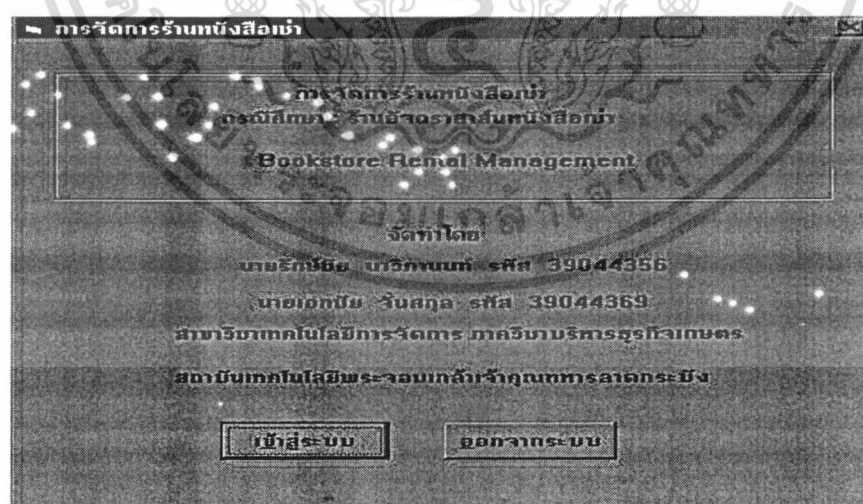 การจัดการร้านหนังสือเช่า
การจัดการร้านหนังสือเช่า
กรณีศึกษา : ร้านอัจฉราสาส์นหนังสือเช่า
Bookstore Rental Management
จัดทำโดย
นายรักษ์ชัย นาวิกานนท์ รหัส 39044356
นายเอกชัย วันสกุล รหัส 39044369
สาขาวิชาเทคโนโลยีการจัดการ ภาควิชาบริหารธุรกิจเกษตร
สถาบันเทคโนโลยีพระจอมเกล้าเจ้าคุณทหารลาดกระบัง
เข้าสู่ระบบ
ออกจากระบบ